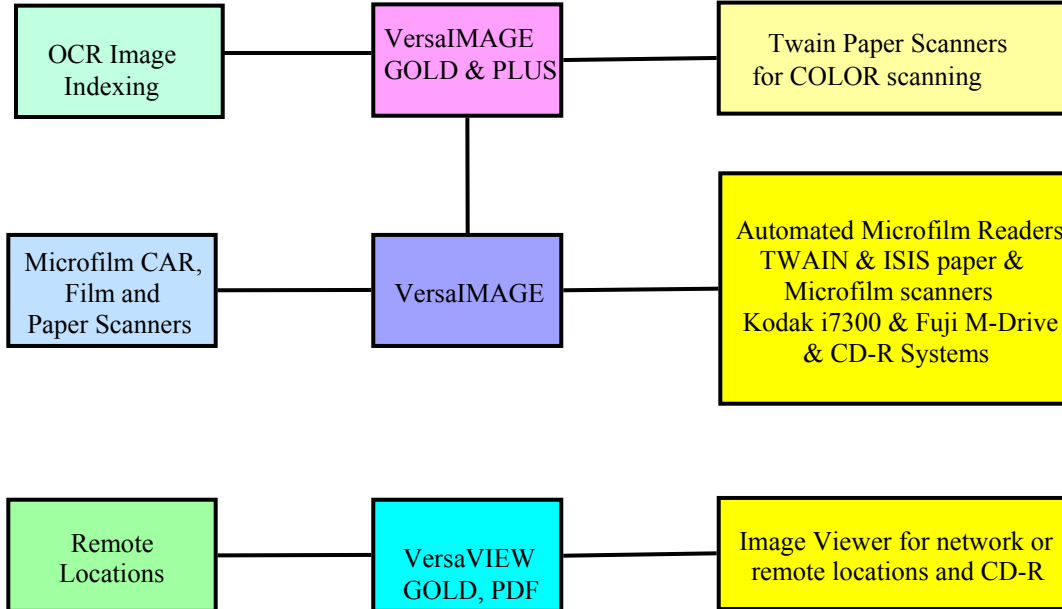 OCR Image
Indexing
VersaIMAGE
GOLD & PLUS
Twain Paper Scanners
for COLOR scanning
Microfilm CAR,
Film and
Paper Scanners
VersaIMAGE
Automated Microfilm Readers
TWAIN & ISIS paper &
Microfilm scanners
Kodak i7300 & Fuji M-Drive
& CD-R Systems
Remote
Locations
VersaVIEW
GOLD, PDF
Image Viewer for network or
remote locations and CD-R